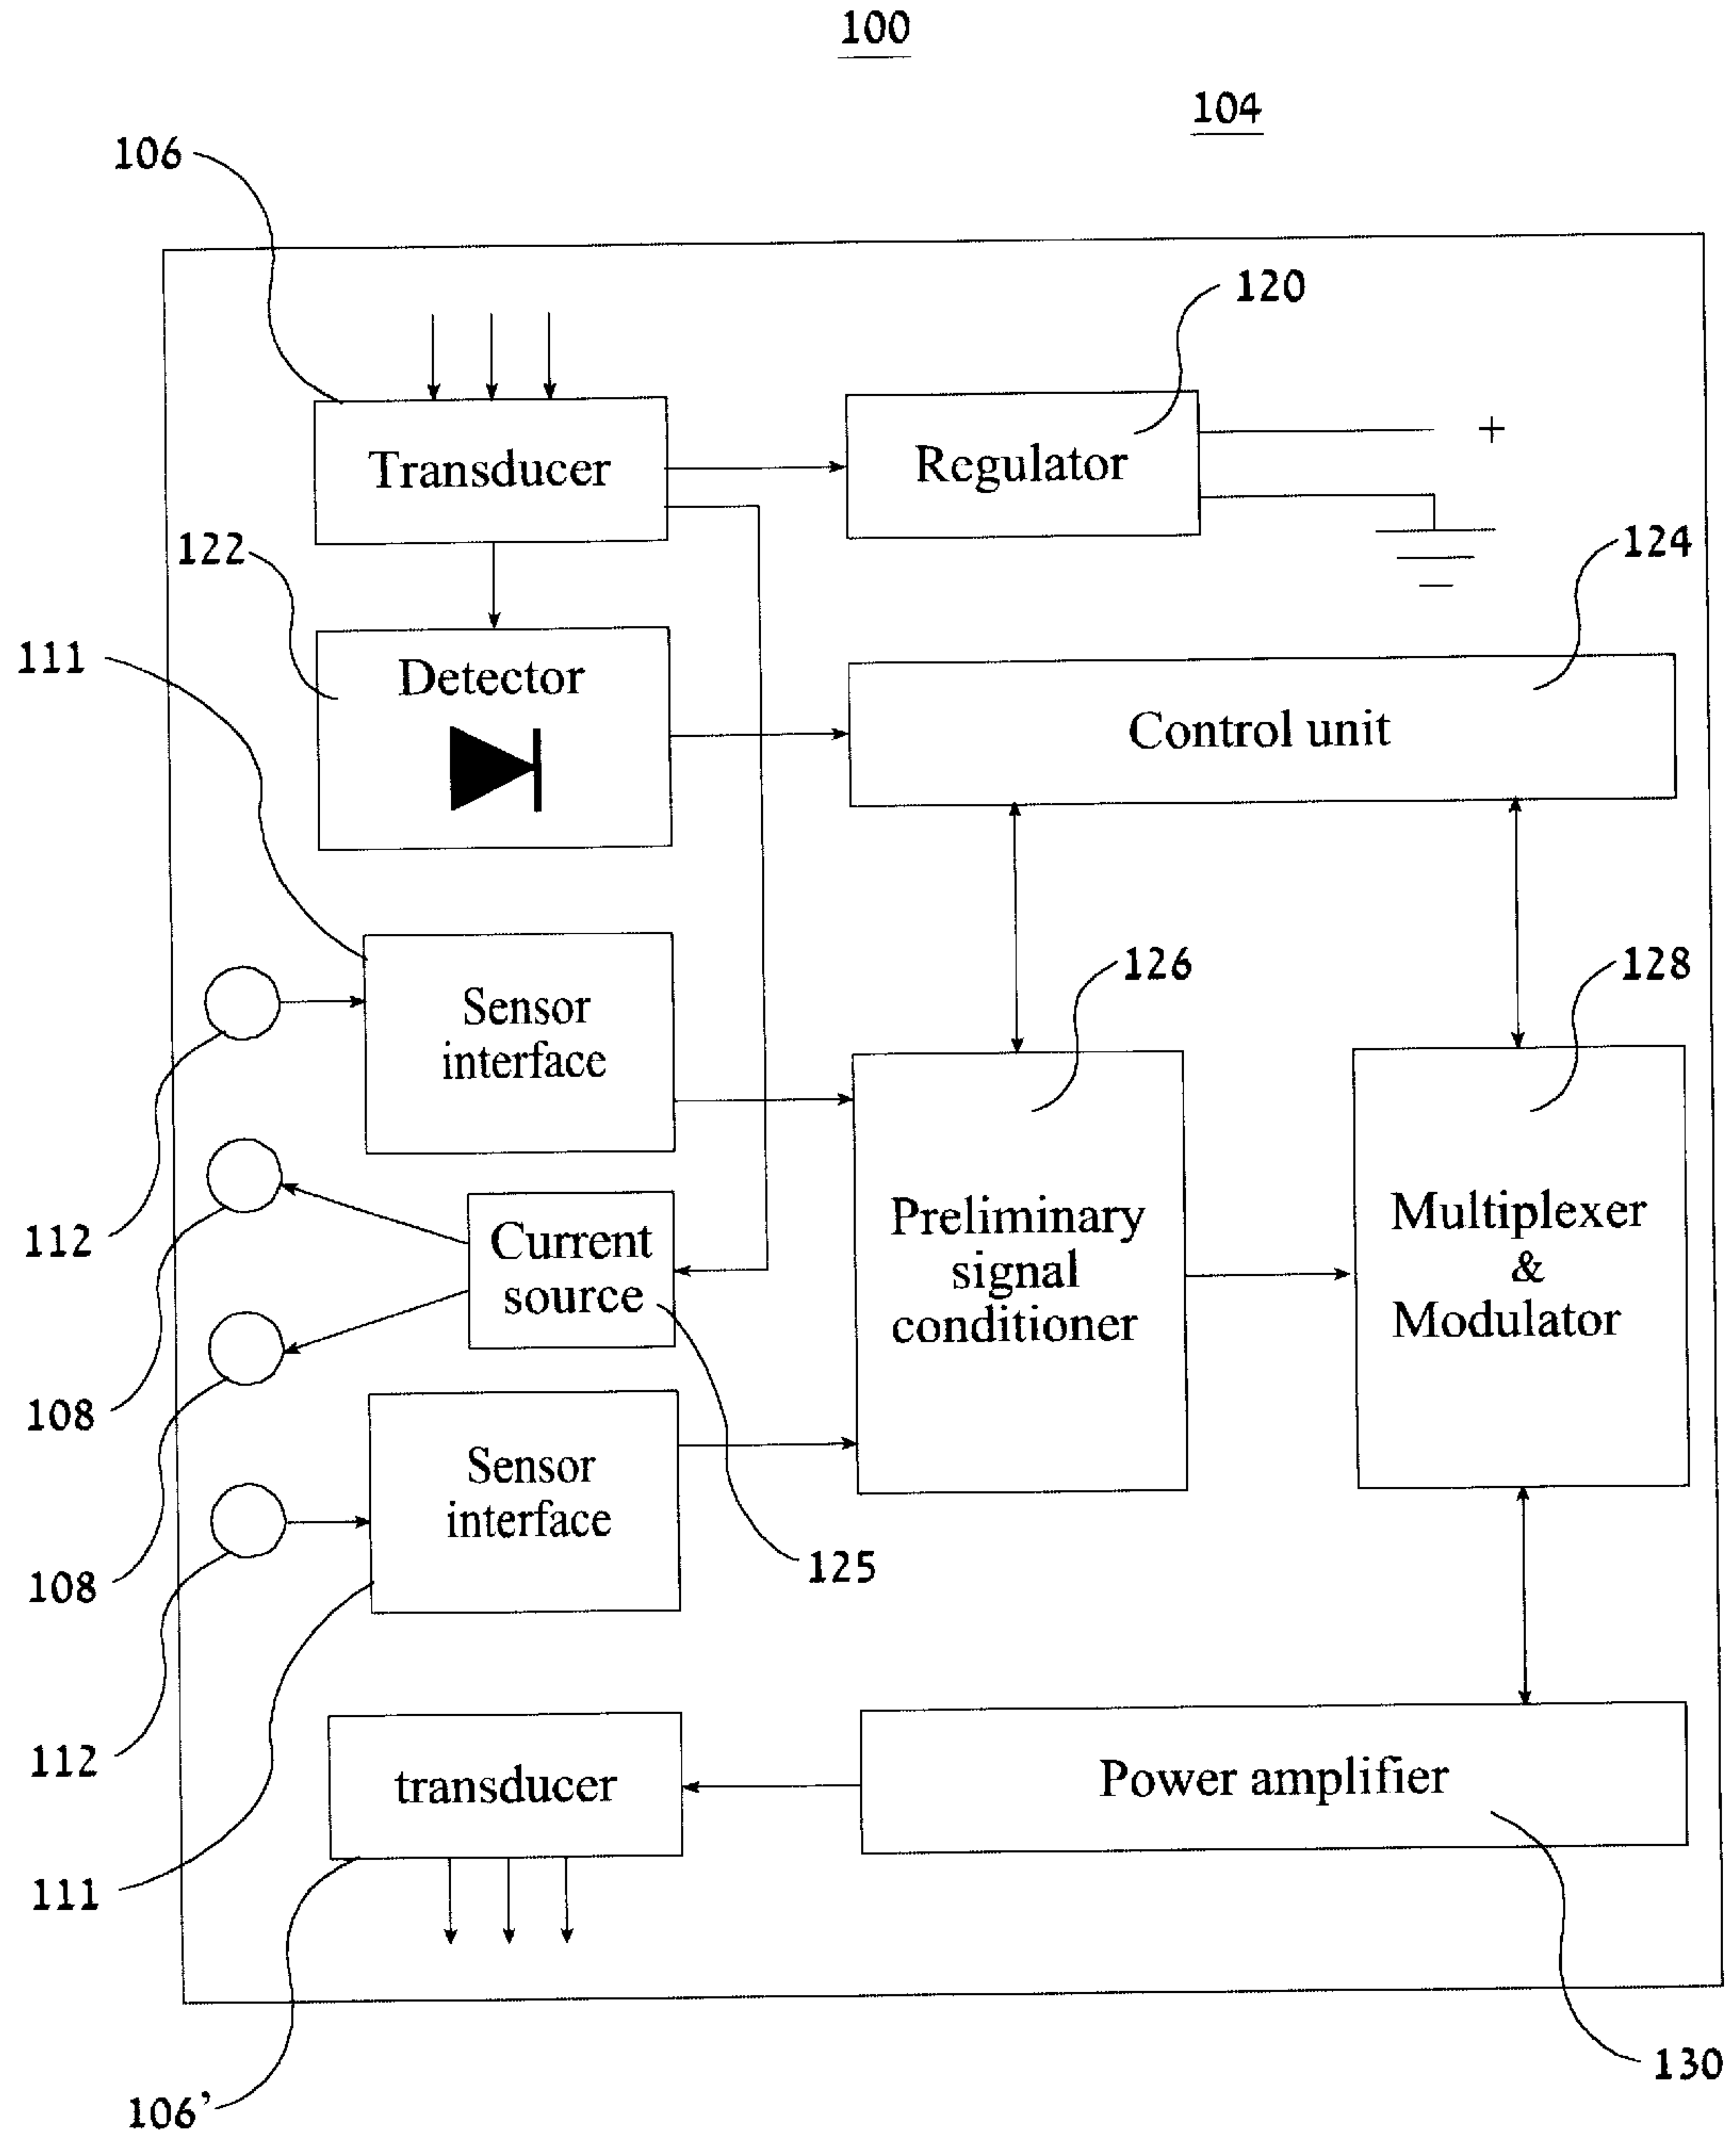 100
104
106
120
Transducer
Regulator
+
122
124
111
Detector
Control unit
126
128
Sensor
interface
112
Current
source
Preliminary
signal
conditioner
Multiplexer
&
Modulator
108
Sensor
interface
108
125
112
transducer
Power amplifier
111
130
106’